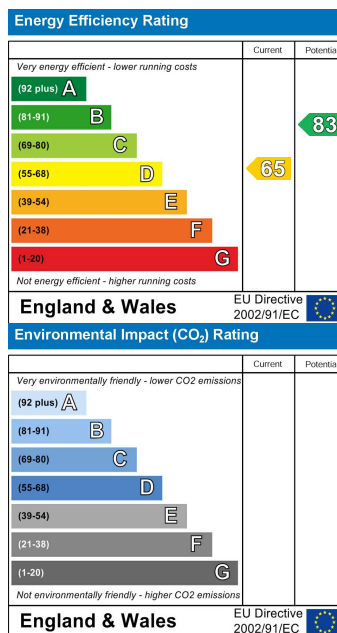 Energy Efficiency Rating
Current Potentia
Very energy efficient - lower running costs
(92 plus) A
(81-91) B
(69-80) C
(55-68) D
(39-54) E
(21-38) F
(1-20) G
65
83
Not energy efficient - higher running costs
England & Wales
EU Directive
2002/91/EC
Environmental Impact (CO₂) Rating
Current Potentia
Very environmentally friendly - lower CO2 emissions
(92 plus) A
(81-91) B
(69-80) C
(55-68) D
(39-54) E
(21-38) F
(1-20) G
Not environmentally friendly - higher CO2 emissions
England & Wales
EU Directive
2002/91/EC